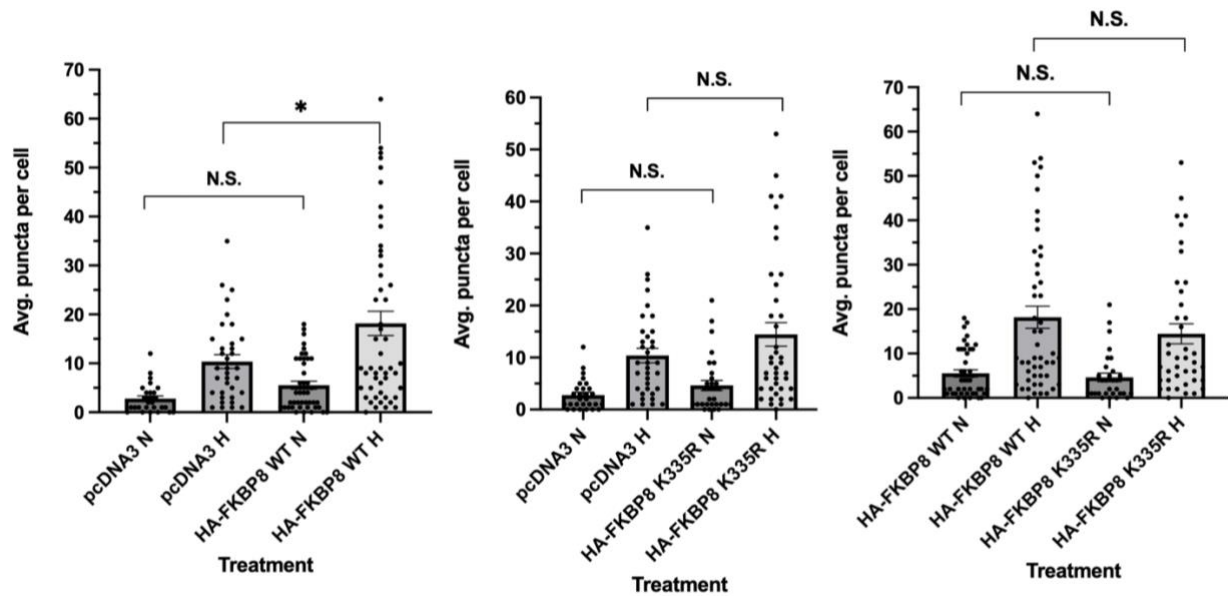 N.S.
*
70
60
50
40
30
20
10
0
Avg. puncta per cell
pcDNA3 N
pcDNA3 H
HA-FKBP8 WT N
HA-FKBP8 WT H
Treatment
N.S.
N.S.
60
50
40
30
20
10
0
Avg. puncta per cell
pcDNA3 N
pcDNA3 H
HA-FKBP8 K335R N
HA-FKBP8 K335R H
Treatment
N.S.
N.S.
70
60
50
40
30
20
10
0
Avg. puncta per cell
HA-FKBP8 WT N
HA-FKBP8 WT H
HA-FKBP8 K335R N
HA-FKBP8 K335R H
Treatment